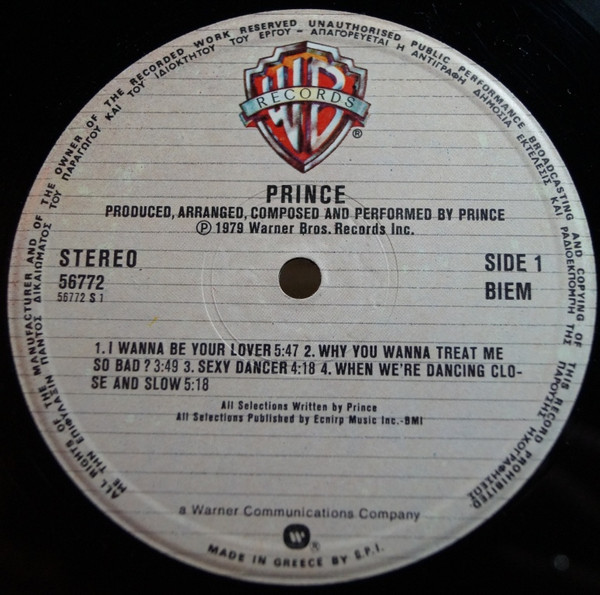 ALL RIGHTS OF THE MANUFACTURER AND OF THE OWNER OF THE RECORDED WORK RESERVED UNAUTHORISED PUBLIC PERFORMANCE BROADCASTING AND COPYING OF THIS RECORD PROHIBITED
ΜΕ ΤΗΝ ΕΠΙΦΥΛΑΞΙΝ ΠΑΝΤΟΣ ΔΙΚΑΙΩΜΑΤΟΣ ΤΟΥ ΠΑΡΑΓΩΓΟΥ ΚΑΙ ΤΟΥ ΙΔΙΟΚΤΗΤΟΥ ΤΟΥ ΕΡΓΟΥ - ΑΠΑΓΟΡΕΥΕΤΑΙ Η ΑΝΤΙΓΡΑΦΗ ΔΗΜΟΣΙΑ ΕΚΤΕΛΕΣΙΣ ΚΑΙ ΡΑΔΙΟΕΚΠΟΜΠΗ ΤΗΣ ΠΑΡΟΥΣΗΣ ΗΧΟΓΡΑΦΗΣΕΩΣ
WB
RECORDS
®
PRINCE
PRODUCED, ARRANGED, COMPOSED AND PERFORMED BY PRINCE
℗ 1979 Warner Bros. Records Inc.
STEREO
56772
56772 S 1
SIDE 1
BIEM
1. I WANNA BE YOUR LOVER 5:47 2. WHY YOU WANNA TREAT ME
SO BAD? 3:49 3. SEXY DANCER 4:18 4. WHEN WE'RE DANCING CLO-
SE AND SLOW 5:18
All Selections Written by Prince
All Selections Published by Ecnirp Music Inc.-BMI
a Warner Communications Company
®
MADE IN GREECE BY S.P.I.